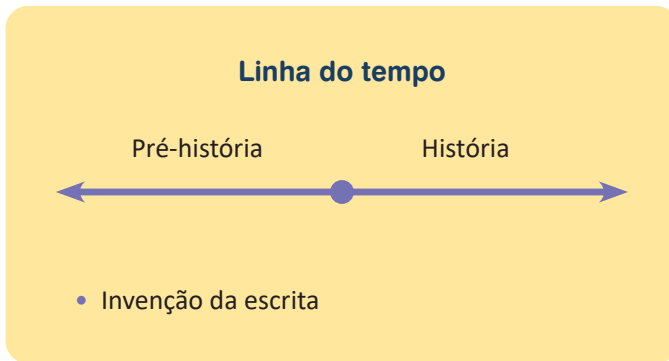 Linha do tempo
Pré-história História
• Invenção da escrita